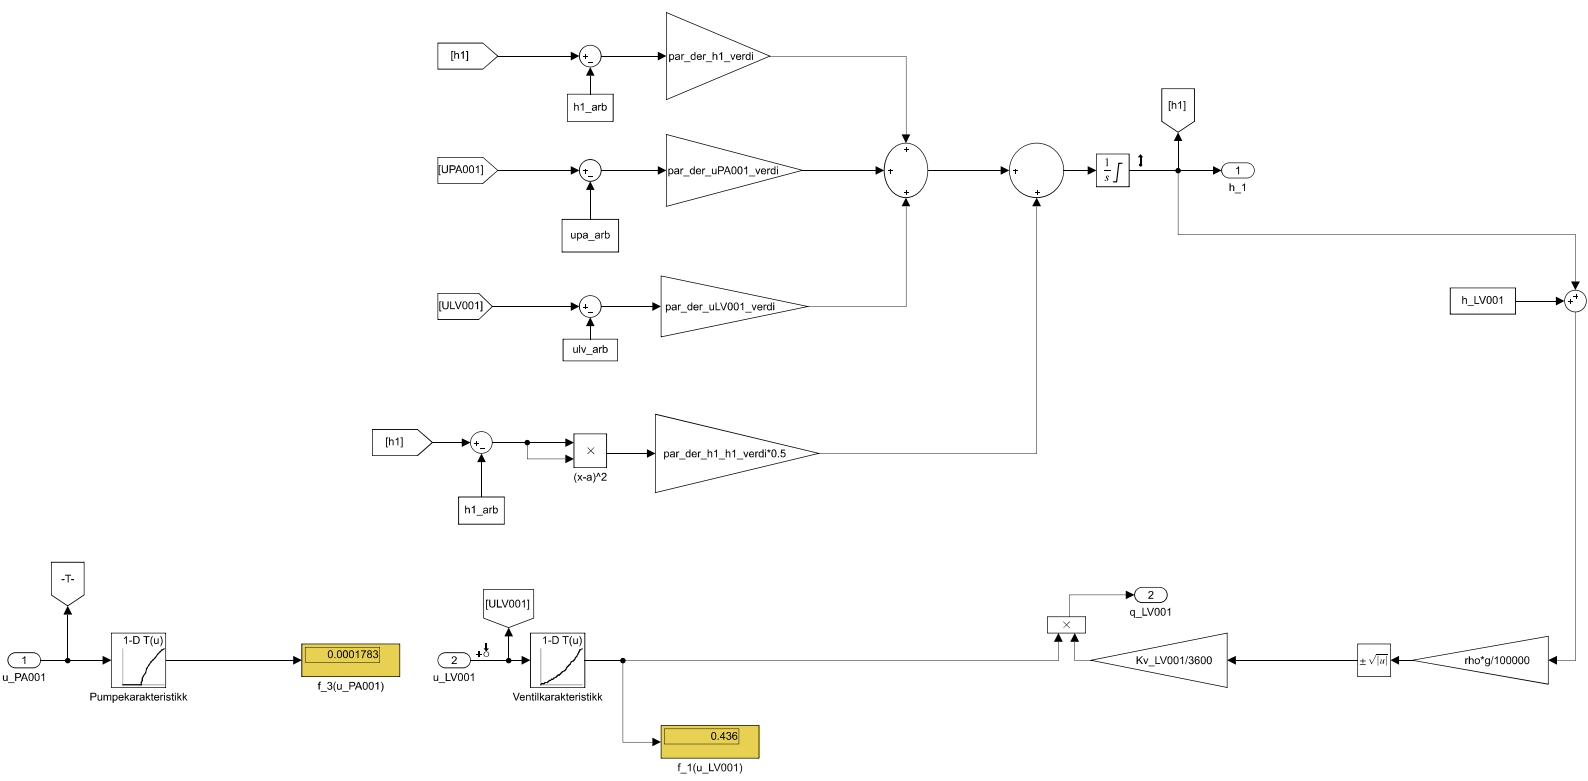 [h1]
+
−
h1_arb
par_der_h1_verdi
[UPA001]
+
−
upa_arb
par_der_uPA001_verdi
[ULV001]
+
−
ulv_arb
par_der_uLV001_verdi
+
+
+
+
+
1
s
[h1]
1
h_1
h_LV001
+
+
[h1]
+
−
h1_arb
×
(x-a)^2
par_der_h1_h1_verdi*0.5
-T-
1
u_PA001
1-D T(u)
Pumpekarakteristikk
0.0001783
f_3(u_PA001)
[ULV001]
2
u_LV001
+
1-D T(u)
Ventilkarakteristikk
0.436
f_1(u_LV001)
×
2
q_LV001
Kv_LV001/3600
± √|u|
rho*g/100000